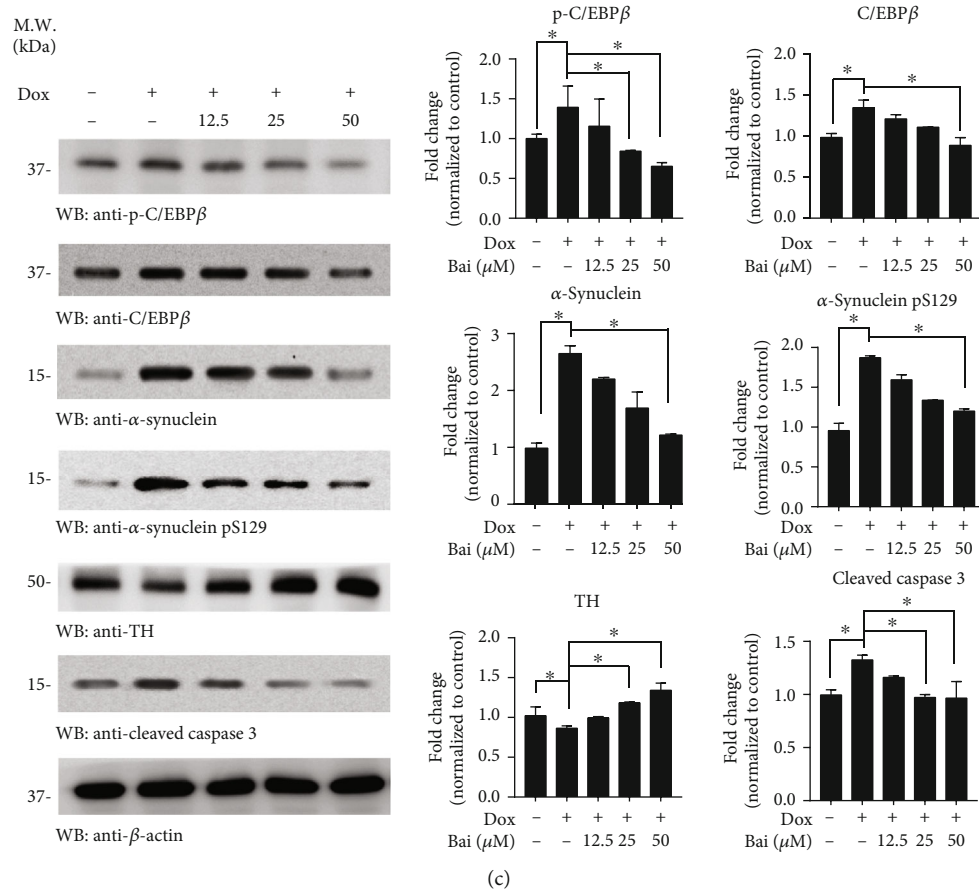 M.W.
(kDa)
Dox – + + + +
– – 12.5 25 50
37-
WB: anti-p-C/EBPβ
37-
WB: anti-C/EBPβ
15-
WB: anti-α-synuclein
15-
WB: anti-α-synuclein pS129
50-
WB: anti-TH
15-
WB: anti-cleaved caspase 3
37-
WB: anti-β-actin
p-C/EBPβ
* * *
Fold change
(normalized to control)
2.0
1.5
1.0
0.5
0.0
Dox – + + + +
Bai (μM) – – 12.5 25 50
C/EBPβ
* *
Fold change
(normalized to control)
2.0
1.5
1.0
0.5
0.0
Dox – + + + +
Bai (μM) – – 12.5 25 50
α-Synuclein
* *
Fold change
(normalized to control)
3
2
1
0
Dox – + + + +
Bai (μM) – – 12.5 25 50
α-Synuclein pS129
* *
Fold change
(normalized to control)
2.0
1.5
1.0
0.5
0.0
Dox – + + + +
Bai (μM) – – 12.5 25 50
TH
* * *
Fold change
(normalized to control)
2.0
1.5
1.0
0.5
0.0
Dox – + + + +
Bai (μM) – – 12.5 25 50
Cleaved caspase 3
* * *
Fold change
(normalized to control)
1.5
1.0
0.5
0.0
Dox – + + + +
Bai (μM) – – 12.5 25 50
(c)